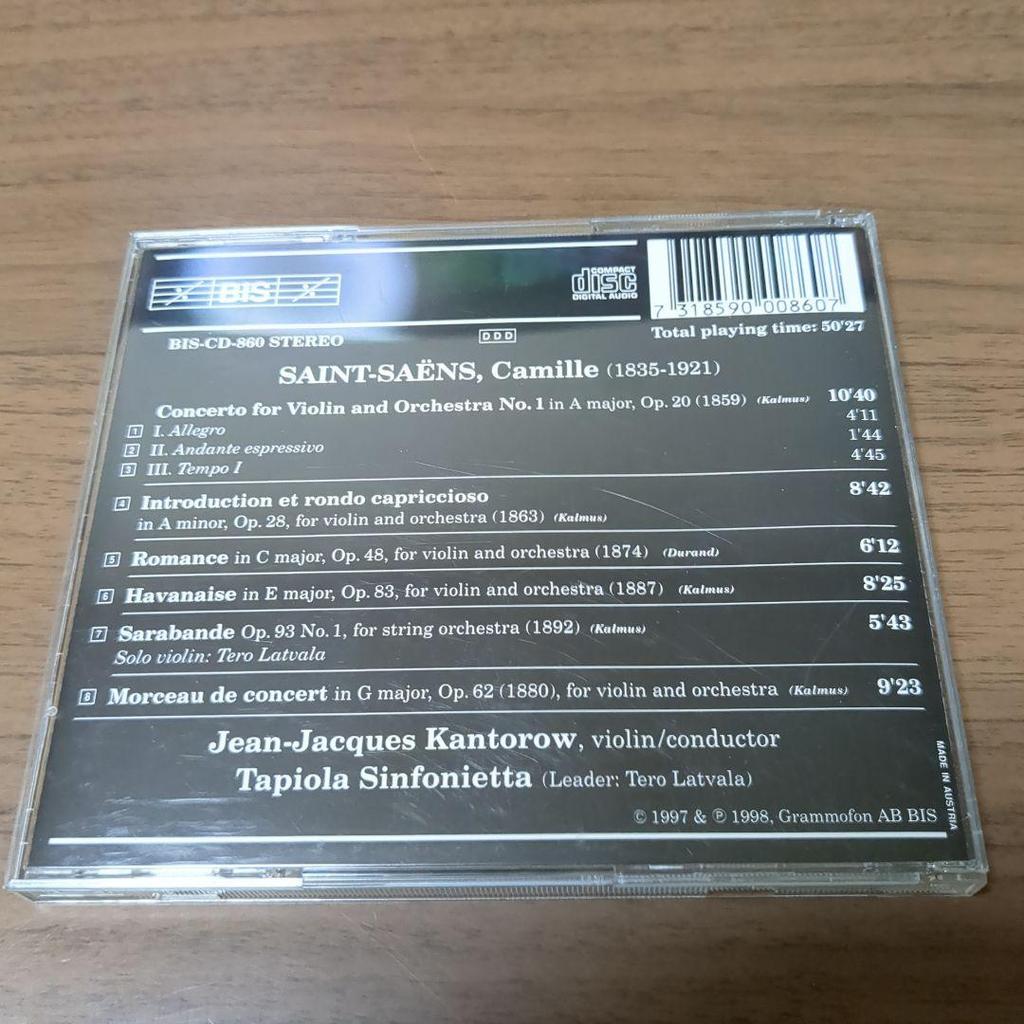 BIS
COMPACT
disc
DIGITAL AUDIO
7 318590 008607
BIS-CD-860 STEREO
DDD
Total playing time: 50'27
SAINT-SAËNS, Camille (1835-1921)
Concerto for Violin and Orchestra No. 1 in A major, Op. 20 (1859) (Kalmus) 10'40
1 I. Allegro 4'11
2 II. Andante espressivo 1'44
3 III. Tempo I 4'45
4 Introduction et rondo capriccioso 8'42
in A minor, Op. 28, for violin and orchestra (1863) (Kalmus)
5 Romance in C major, Op. 48, for violin and orchestra (1874) (Durand) 6'12
6 Havanaise in E major, Op. 83, for violin and orchestra (1887) (Kalmus) 8'25
7 Sarabande Op. 93 No. 1, for string orchestra (1892) (Kalmus) 5'43
Solo violin: Tero Latvala
8 Morceau de concert in G major, Op. 62 (1880), for violin and orchestra (Kalmus) 9'23
Jean-Jacques Kantorow, violin/conductor
Tapiola Sinfonietta (Leader: Tero Latvala)
© 1997 & ℗ 1998, Grammofon AB BIS
MADE IN AUSTRIA